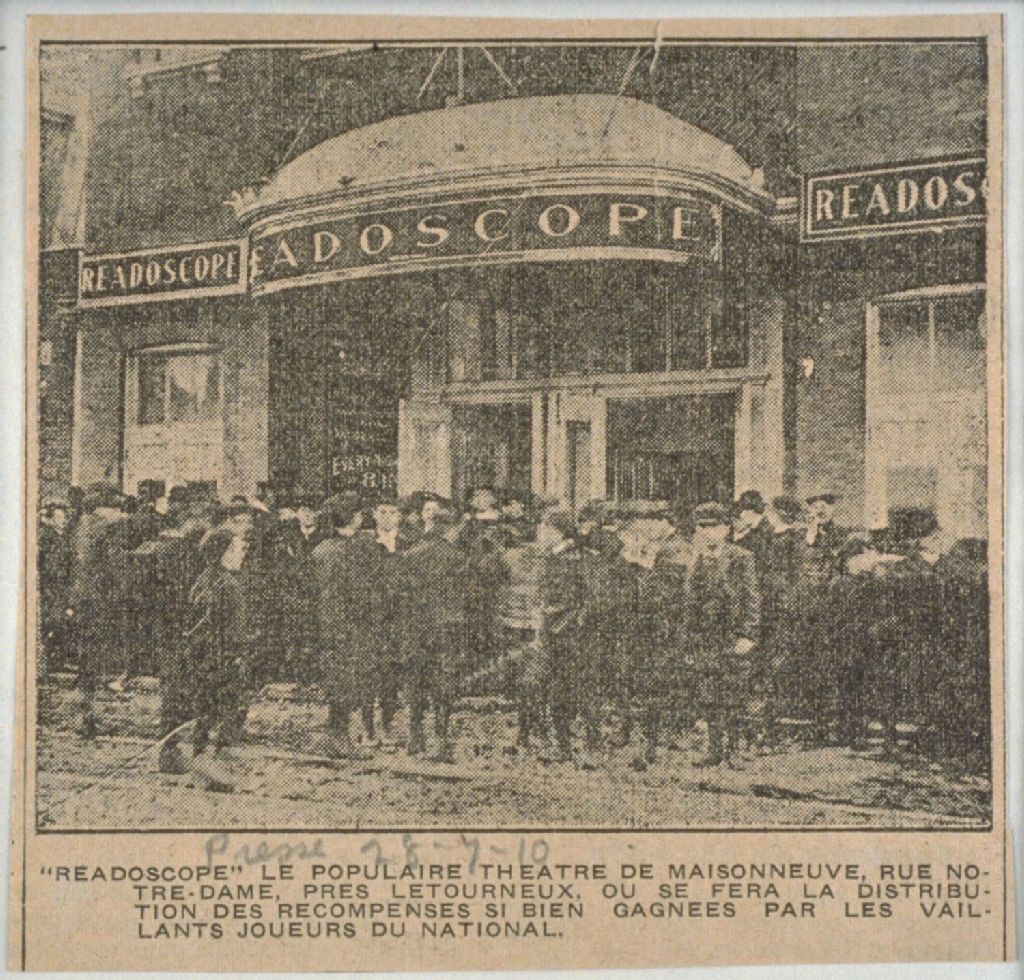 READOSCOPE
EADOSCOPE
READOS
Presse 28-7-10
"READOSCOPE" LE POPULAIRE THEATRE DE MAISONNEUVE, RUE NO-
TRE-DAME, PRES LETOURNEUX, OU SE FERA LA DISTRIBU-
TION DES RECOMPENSES SI BIEN GAGNEES PAR LES VAIL-
LANTS JOUEURS DU NATIONAL.